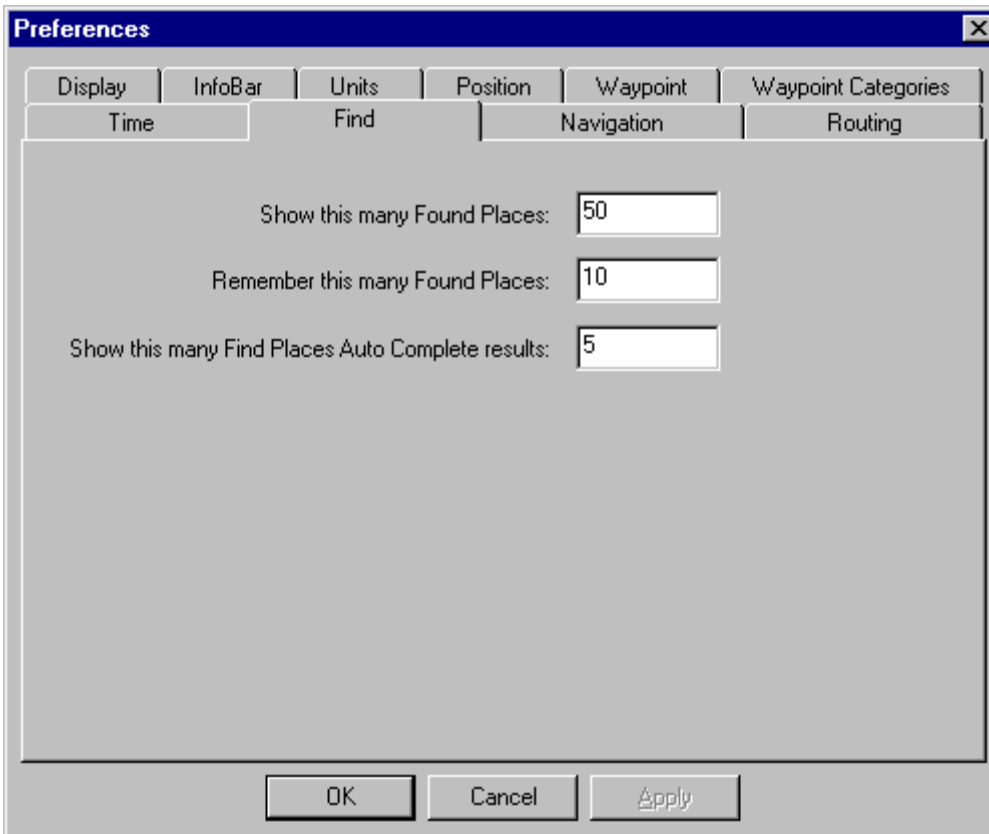 Preferences
Display InfoBar Units Position Waypoint Waypoint Categories
Time Find Navigation Routing
Show this many Found Places: 50
Remember this many Found Places: 10
Show this many Find Places Auto Complete results: 5
OK Cancel Apply